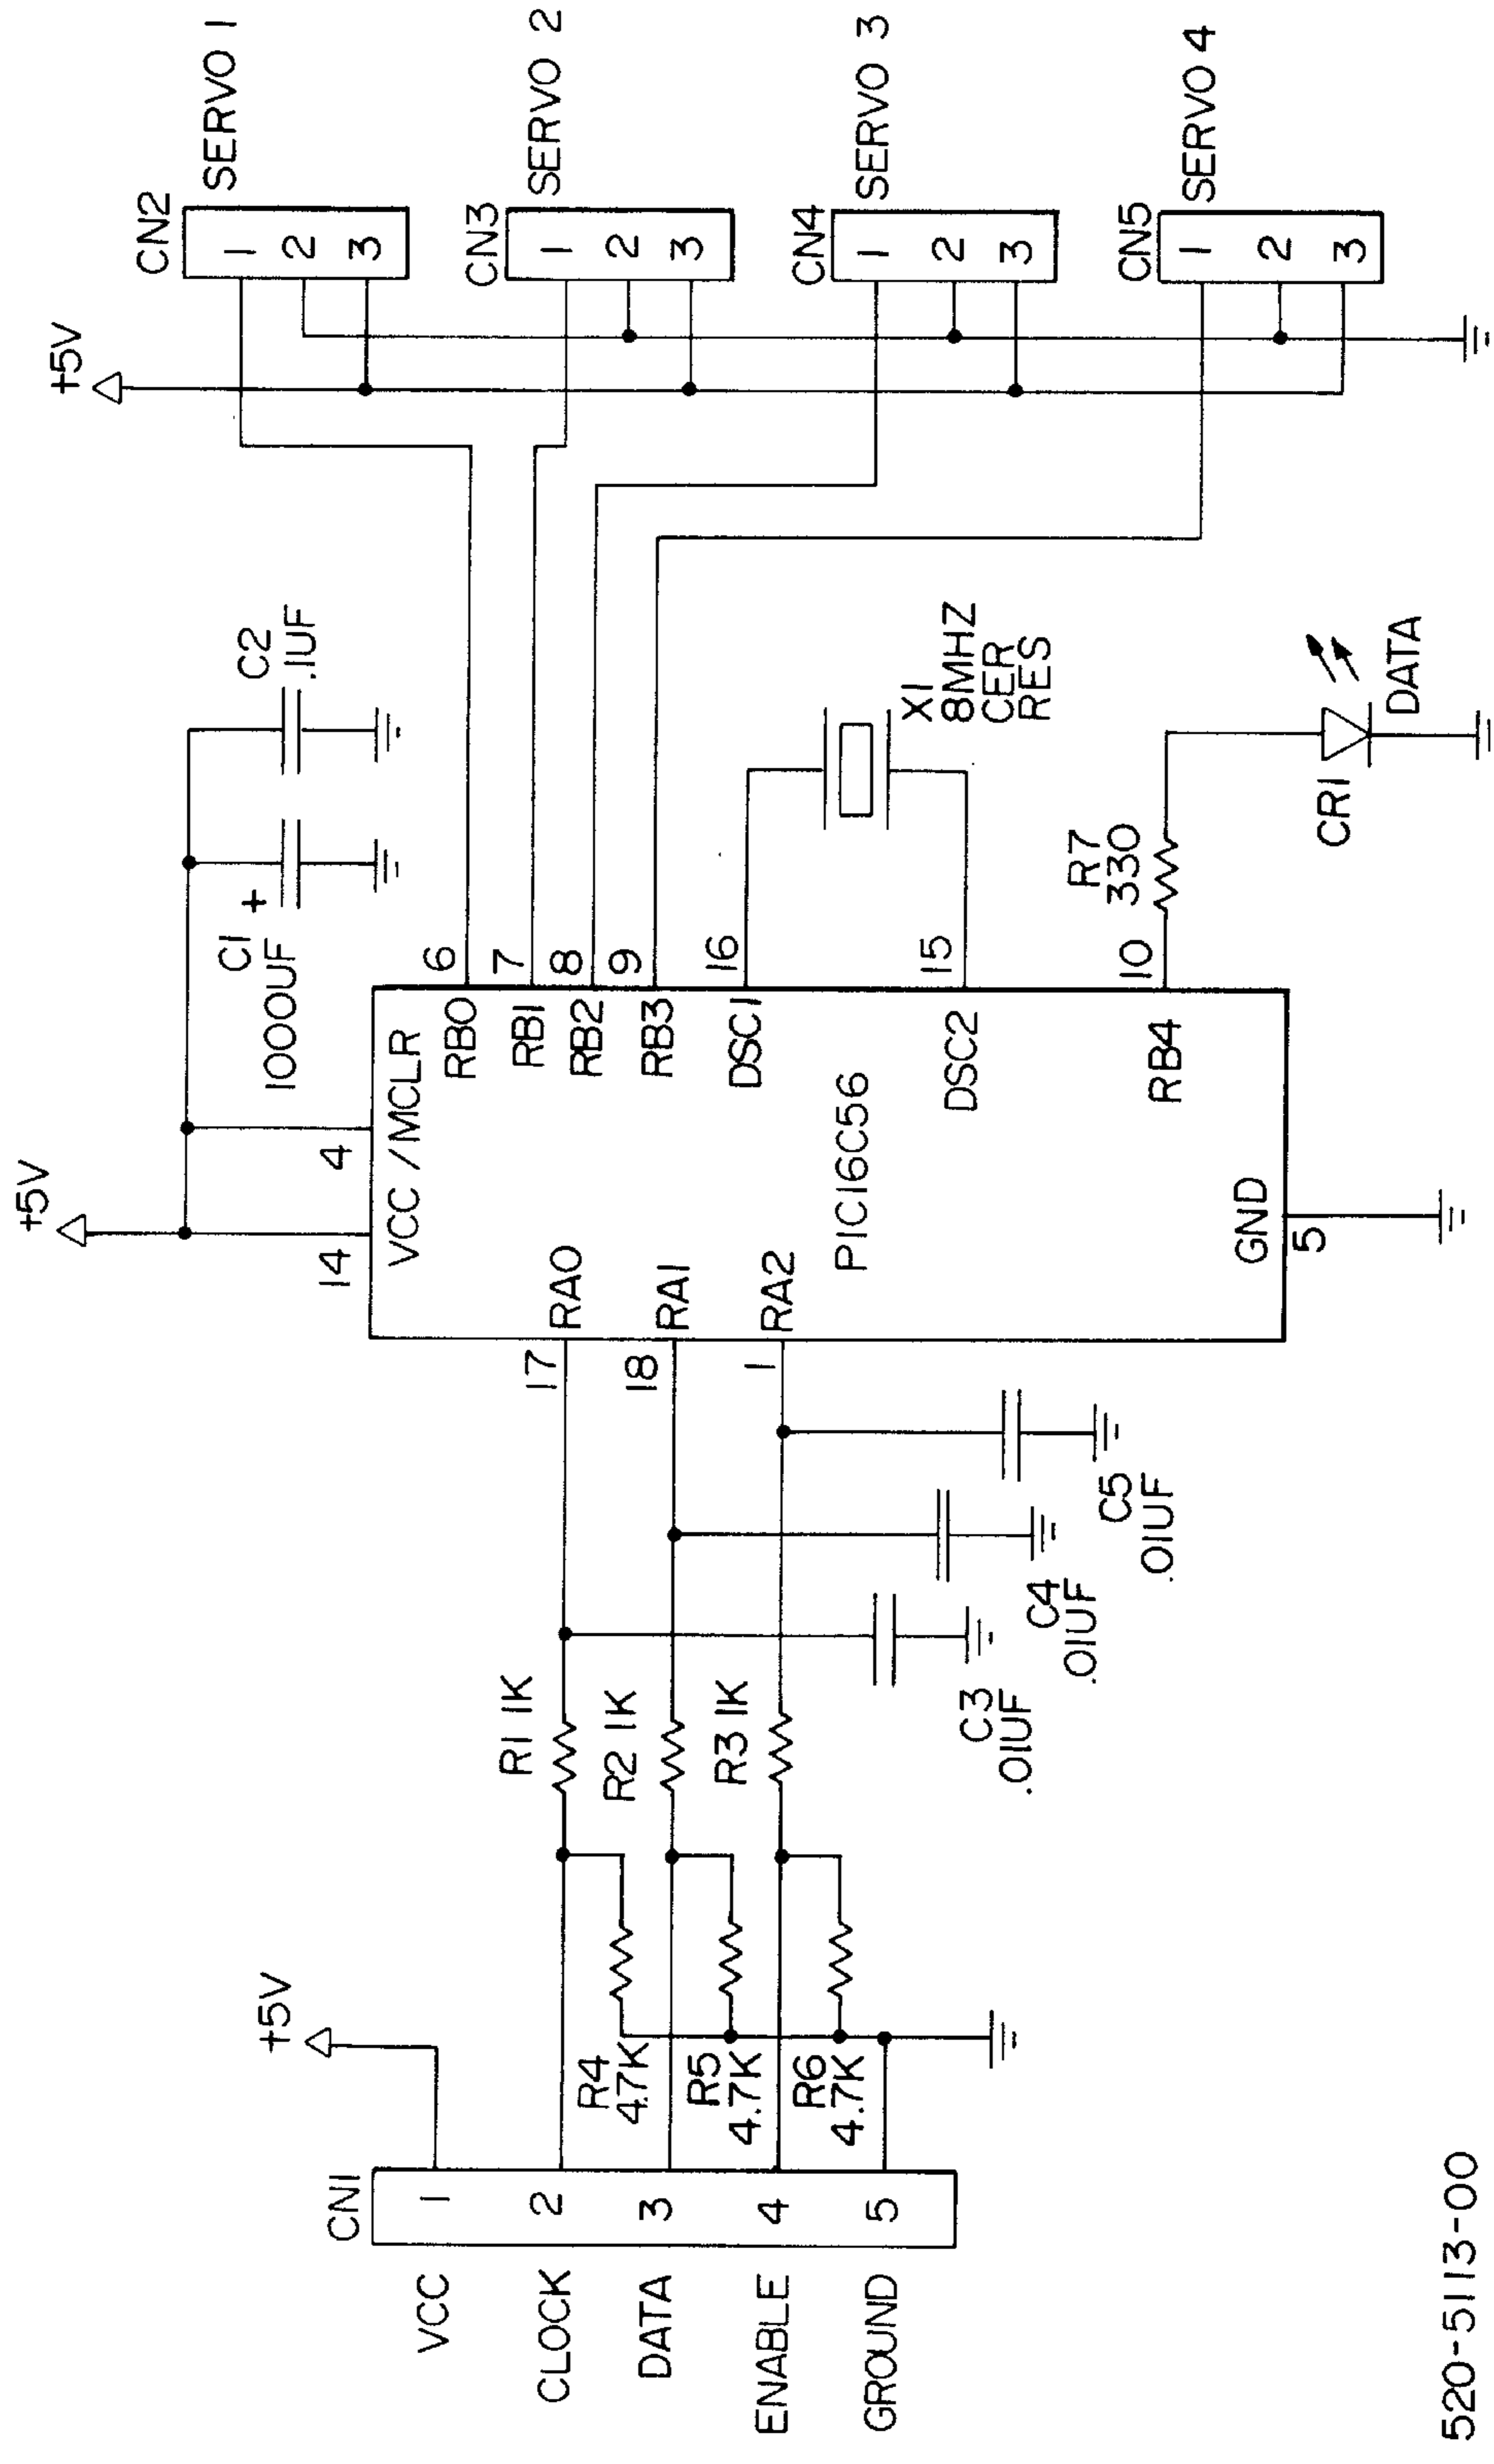 +5V
+5V
+5V
CN1
VCC
1
CLOCK
2
DATA
3
ENABLE
4
GROUND
5
R4
4.7K
R5
4.7K
R6
4.7K
R1 1K
R2 1K
R3 1K
C3
.01UF
C4
.01UF
C5
.01UF
17
18
1
14
4
VCC /MCLR
RA0
RA1
RA2
PIC16C56
GND
5
RB0
RB1
RB2
RB3
DSC1
DSC2
RB4
6
7
8
9
16
15
10
C1
+
1000UF
C2
.1UF
X1
8MHZ
CER
RES
R7
330
CR1
DATA
CN2
SERVO 1
1
2
3
CN3
SERVO 2
1
2
3
CN4
SERVO 3
1
2
3
CN5
SERVO 4
1
2
3
520-5113-00